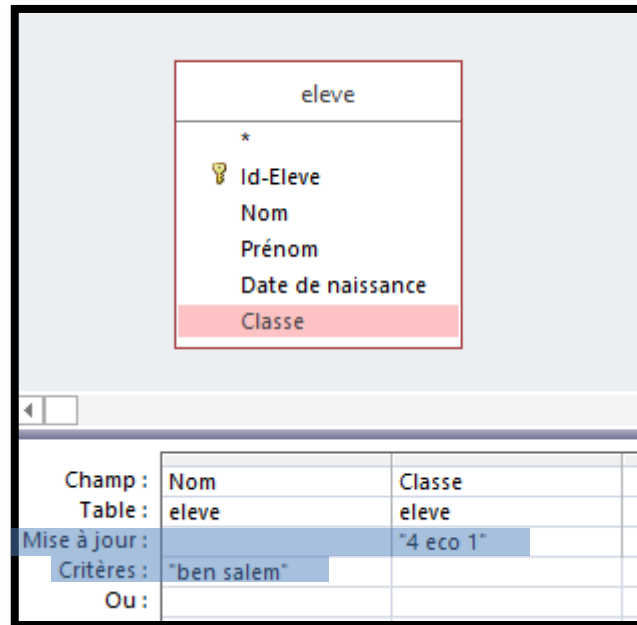 eleve
*
Id-Eleve
Nom
Prénom
Date de naissance
Classe
Champ : Nom Classe
Table : eleve eleve
Mise à jour : "4 eco 1"
Critères : "ben salem"
Ou :